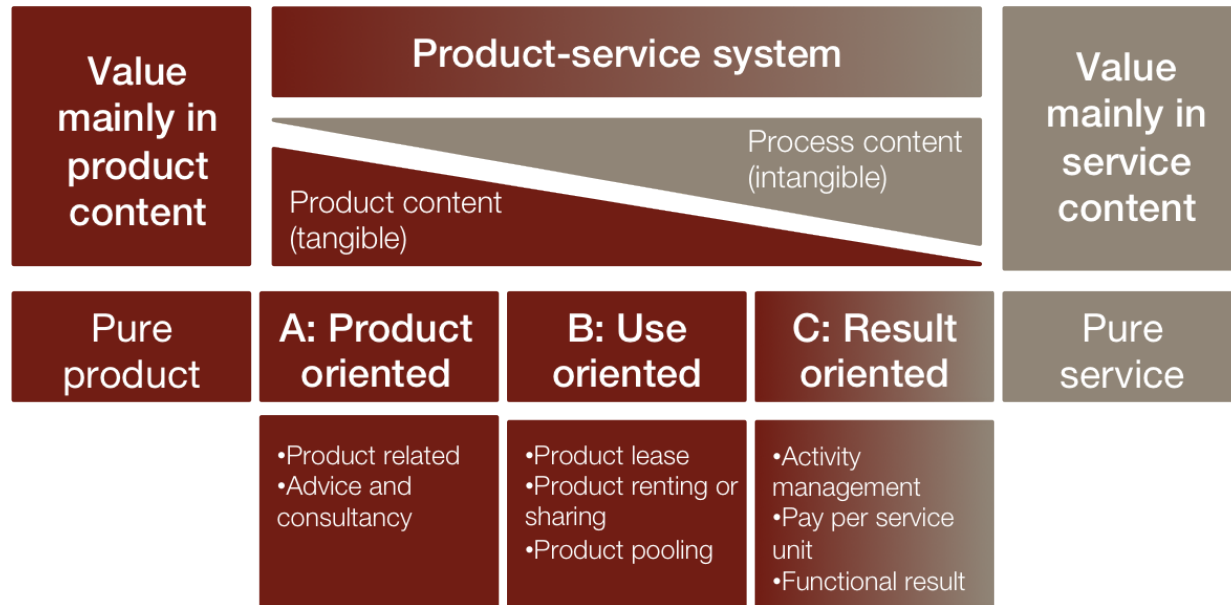 Value
mainly in
product
content
Product-service system
Process content
(intangible)
Product content
(tangible)
Value
mainly in
service
content
Pure
product
A: Product
oriented
B: Use
oriented
C: Result
oriented
Pure
service
•Product related
•Advice and
consultancy
•Product lease
•Product renting or
sharing
•Product pooling
•Activity
management
•Pay per service
unit
•Functional result